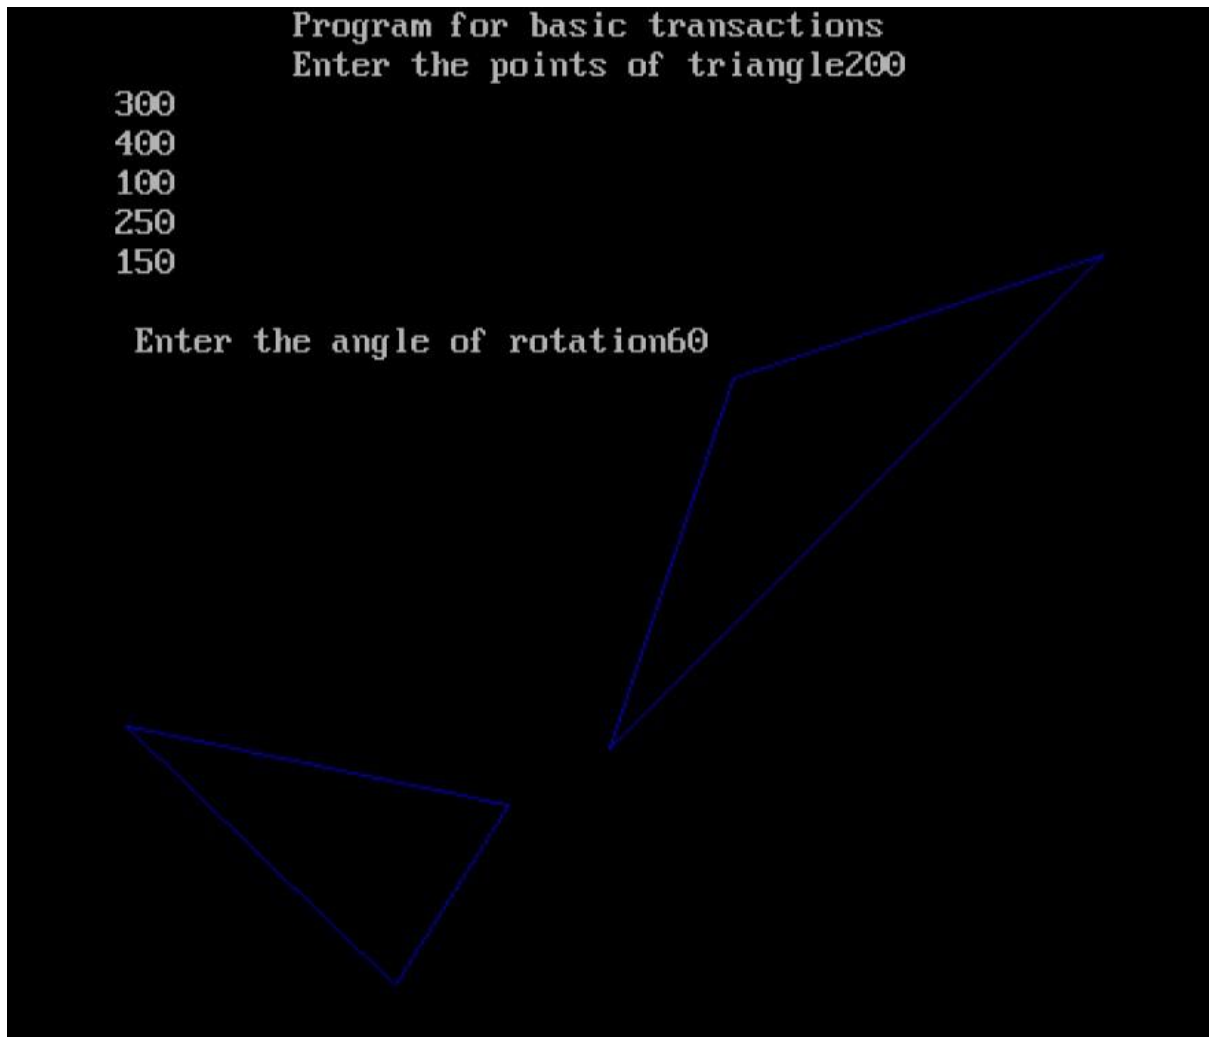 Program for basic transactions
Enter the points of triangle200
300
400
100
250
150
Enter the angle of rotation60